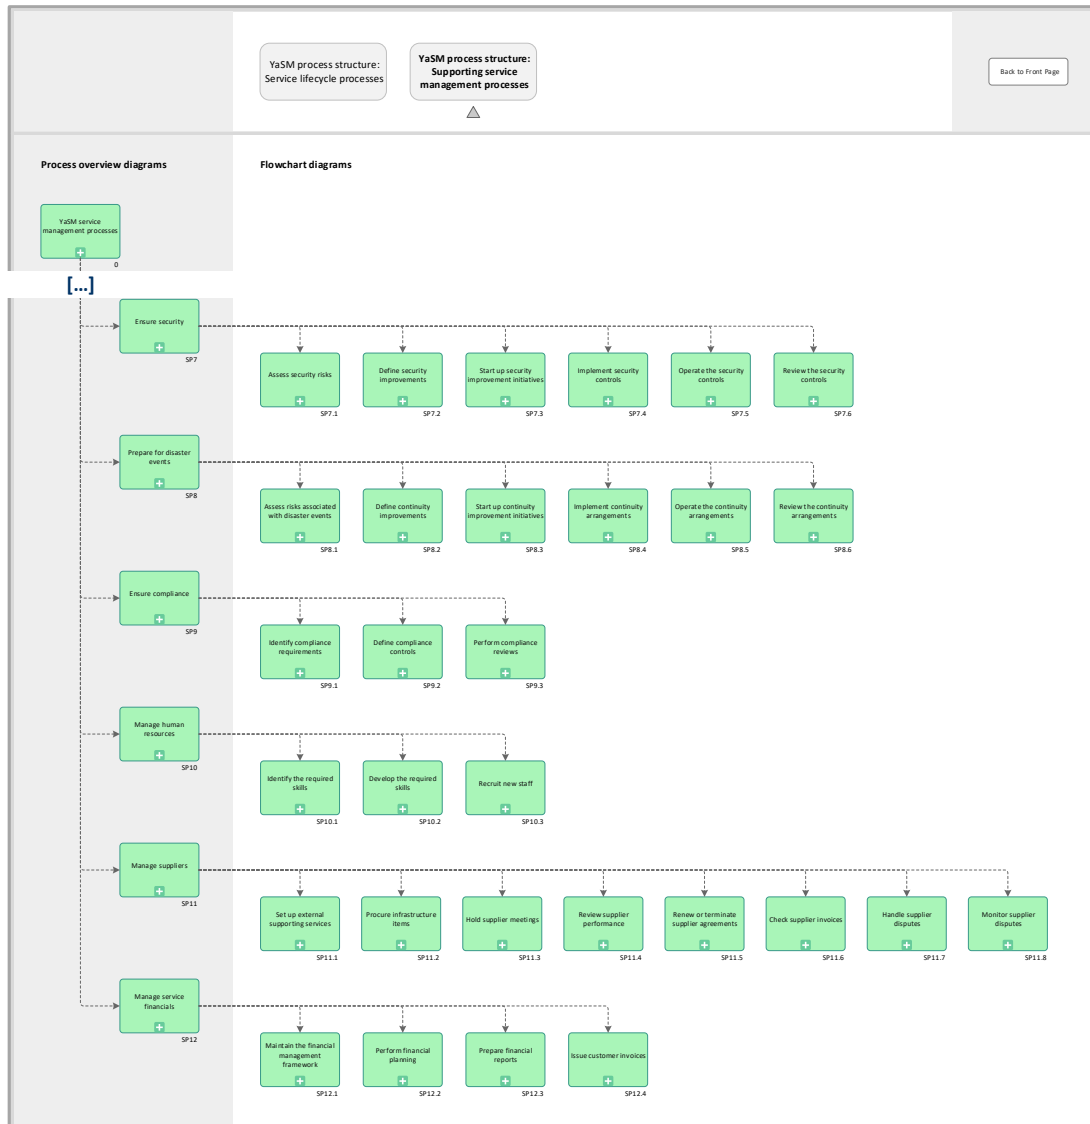 YaSM process structure:
Service lifecycle processes
YaSM process structure:
Supporting service
management processes
Back to Front Page
Process overview diagrams
Flowchart diagrams
YaSM service
management processes
0
[...]
Ensure security
SP7
Assess security risks
SP7.1
Define security
improvements
SP7.2
Start up security
improvement initiatives
SP7.3
Implement security
controls
SP7.4
Operate the security
controls
SP7.5
Review the security
controls
SP7.6
Prepare for disaster
events
SP8
Assess risks associated
with disaster events
SP8.1
Define continuity
improvements
SP8.2
Start up continuity
improvement initiatives
SP8.3
Implement continuity
arrangements
SP8.4
Operate the continuity
arrangements
SP8.5
Review the continuity
arrangements
SP8.6
Ensure compliance
SP9
Identify compliance
requirements
SP9.1
Define compliance
controls
SP9.2
Perform compliance
reviews
SP9.3
Manage human
resources
SP10
Identify the required
skills
SP10.1
Develop the required
skills
SP10.2
Recruit new staff
SP10.3
Manage suppliers
SP11
Set up external
supporting services
SP11.1
Procure infrastructure
items
SP11.2
Hold supplier meetings
SP11.3
Review supplier
performance
SP11.4
Renew or terminate
supplier agreements
SP11.5
Check supplier invoices
SP11.6
Handle supplier
disputes
SP11.7
Monitor supplier
disputes
SP11.8
Manage service
financials
SP12
Maintain the financial
management
framework
SP12.1
Perform financial
planning
SP12.2
Prepare financial
reports
SP12.3
Issue customer invoices
SP12.4